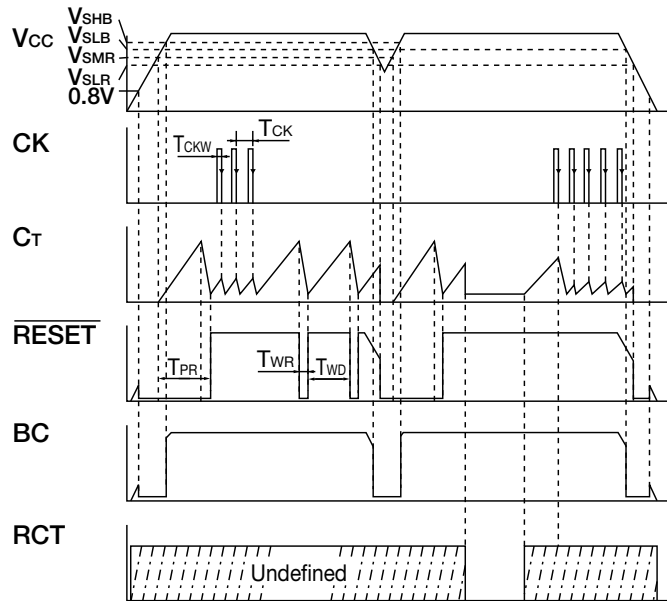 VSHB
VCC VSLB
VSMR
VSLR
0.8V
CK
TCKW TCK
CT
RESET
TPR TWR TWD
BC
RCT
Undefined